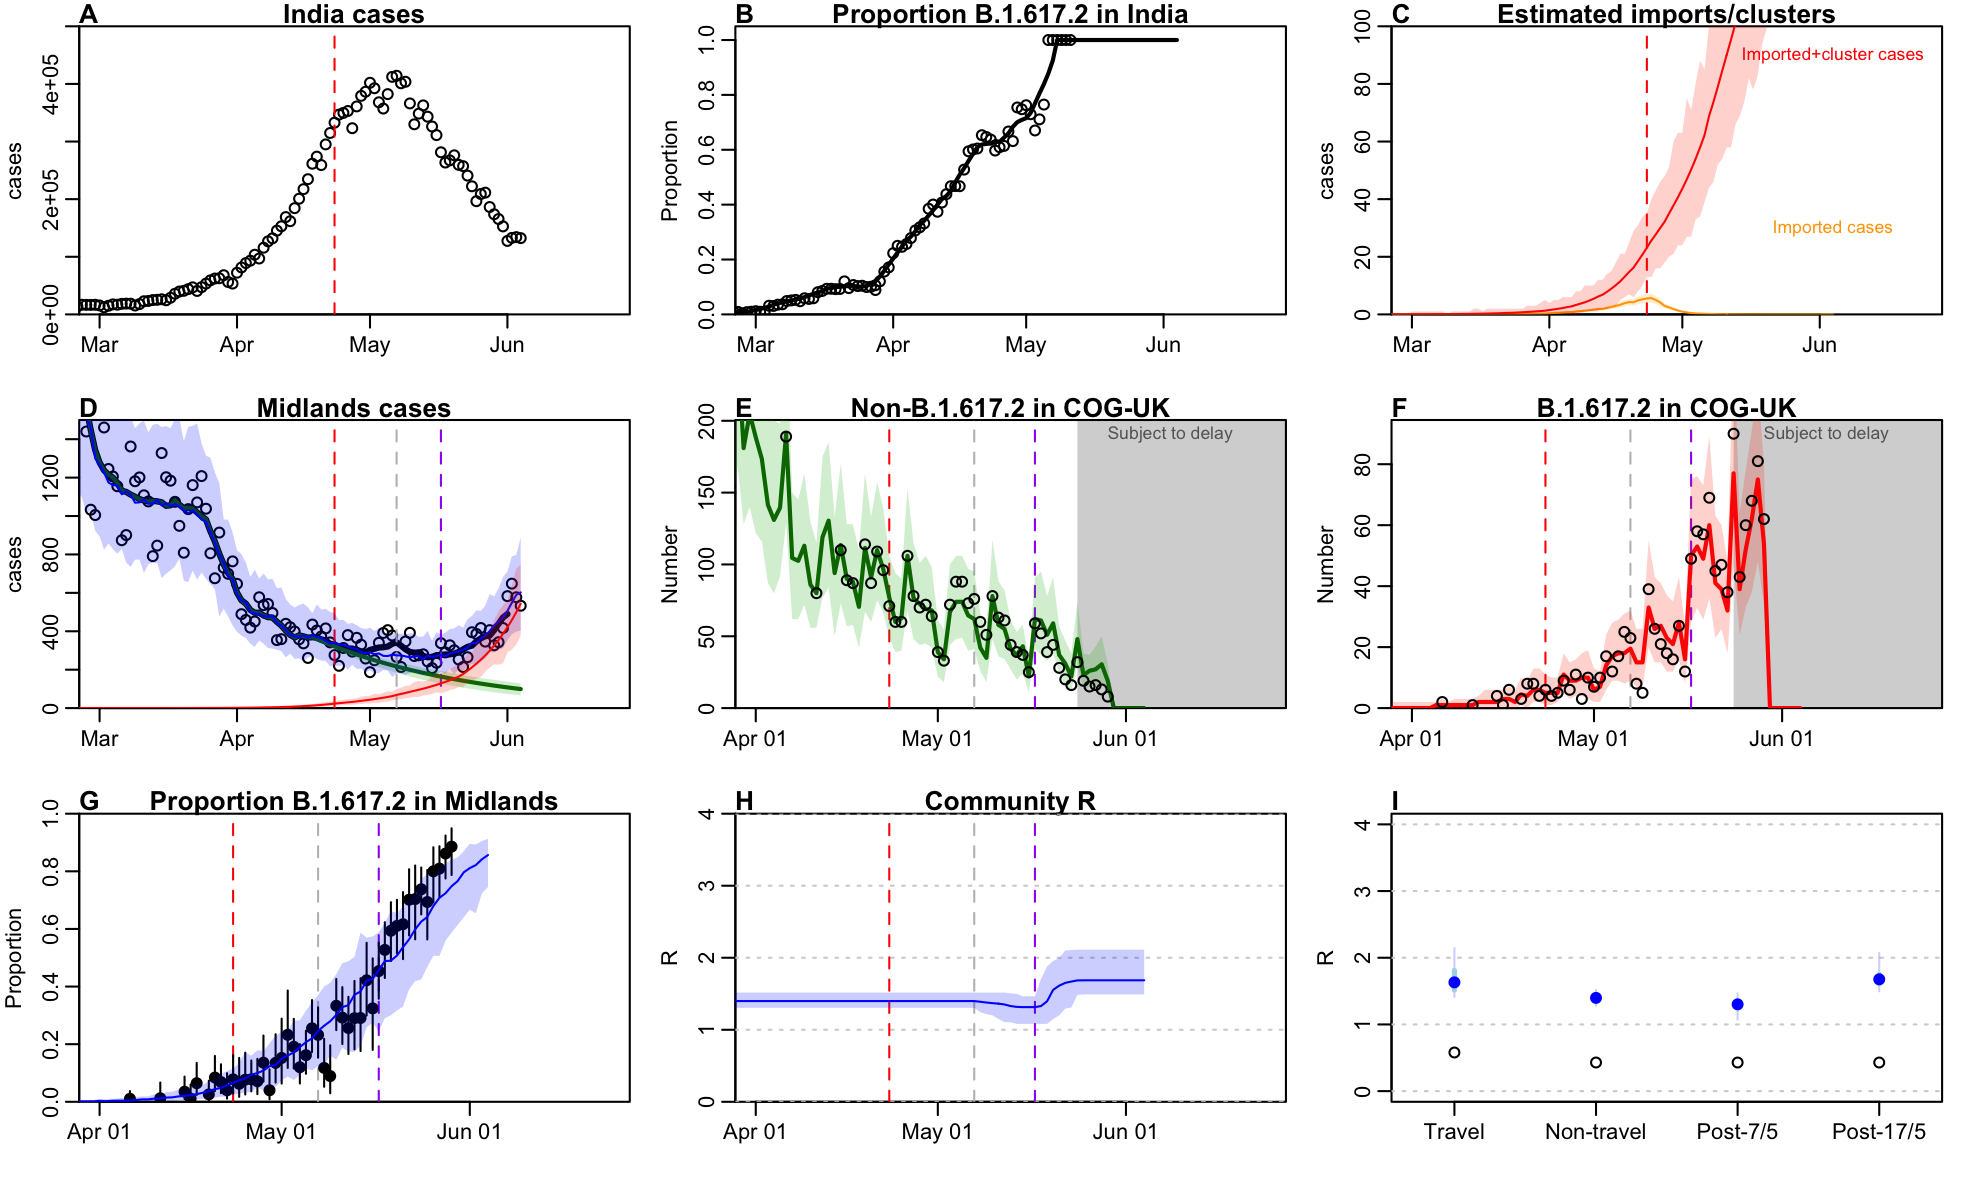 A India cases
cases
0e+00 2e+05 4e+05
Mar Apr May Jun
B Proportion B.1.617.2 in India
Proportion
0.0 0.2 0.4 0.6 0.8 1.0
Mar Apr May Jun
C Estimated imports/clusters
cases
0 20 40 60 80 100
Imported+cluster cases
Imported cases
Mar Apr May Jun
D Midlands cases
cases
0 400 800 1200
Mar Apr May Jun
E Non-B.1.617.2 in COG-UK
Subject to delay
Number
0 50 100 150 200
Apr 01 May 01 Jun 01
F B.1.617.2 in COG-UK
Subject to delay
Number
0 20 40 60 80
Apr 01 May 01 Jun 01
G Proportion B.1.617.2 in Midlands
Proportion
0.0 0.2 0.4 0.6 0.8 1.0
Apr 01 May 01 Jun 01
H Community R
R
0 1 2 3 4
Apr 01 May 01 Jun 01
I
R
0 1 2 3 4
Travel Non-travel Post-7/5 Post-17/5